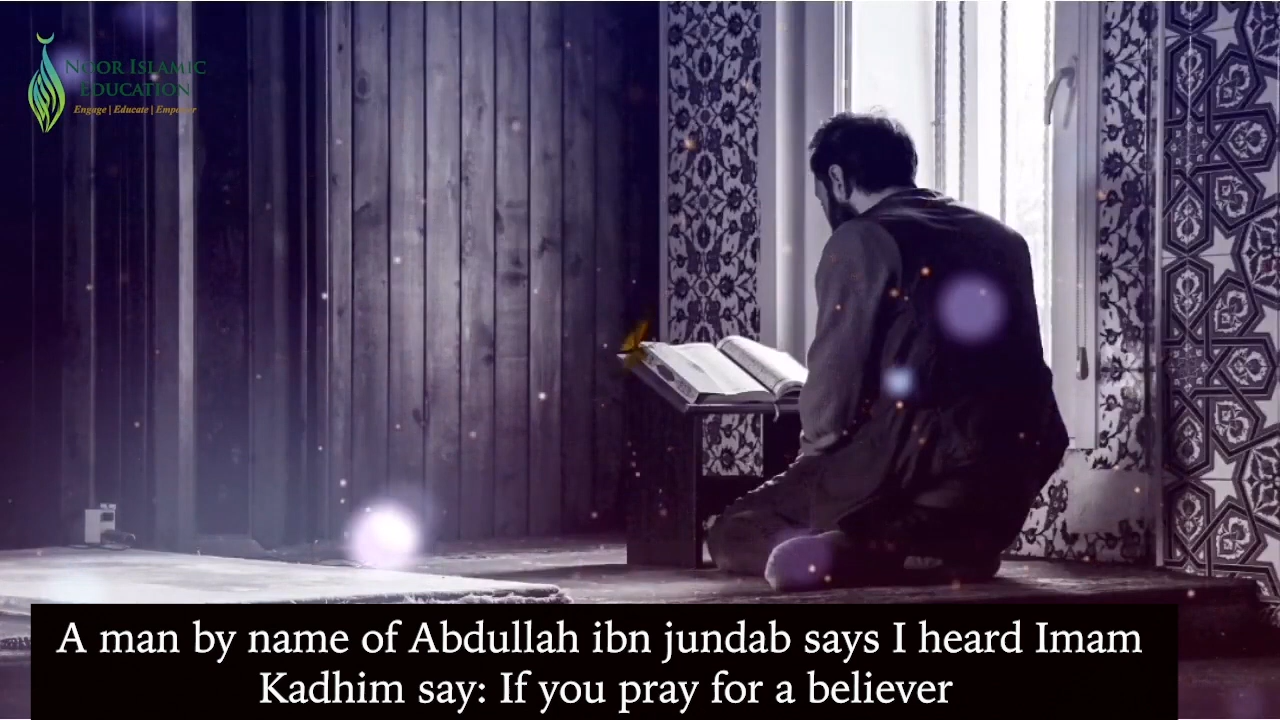 NOOR ISLAMIC
EDUCATION
Engage | Educate | Empower
A man by name of Abdullah ibn jundab says I heard Imam
Kadhim say: If you pray for a believer